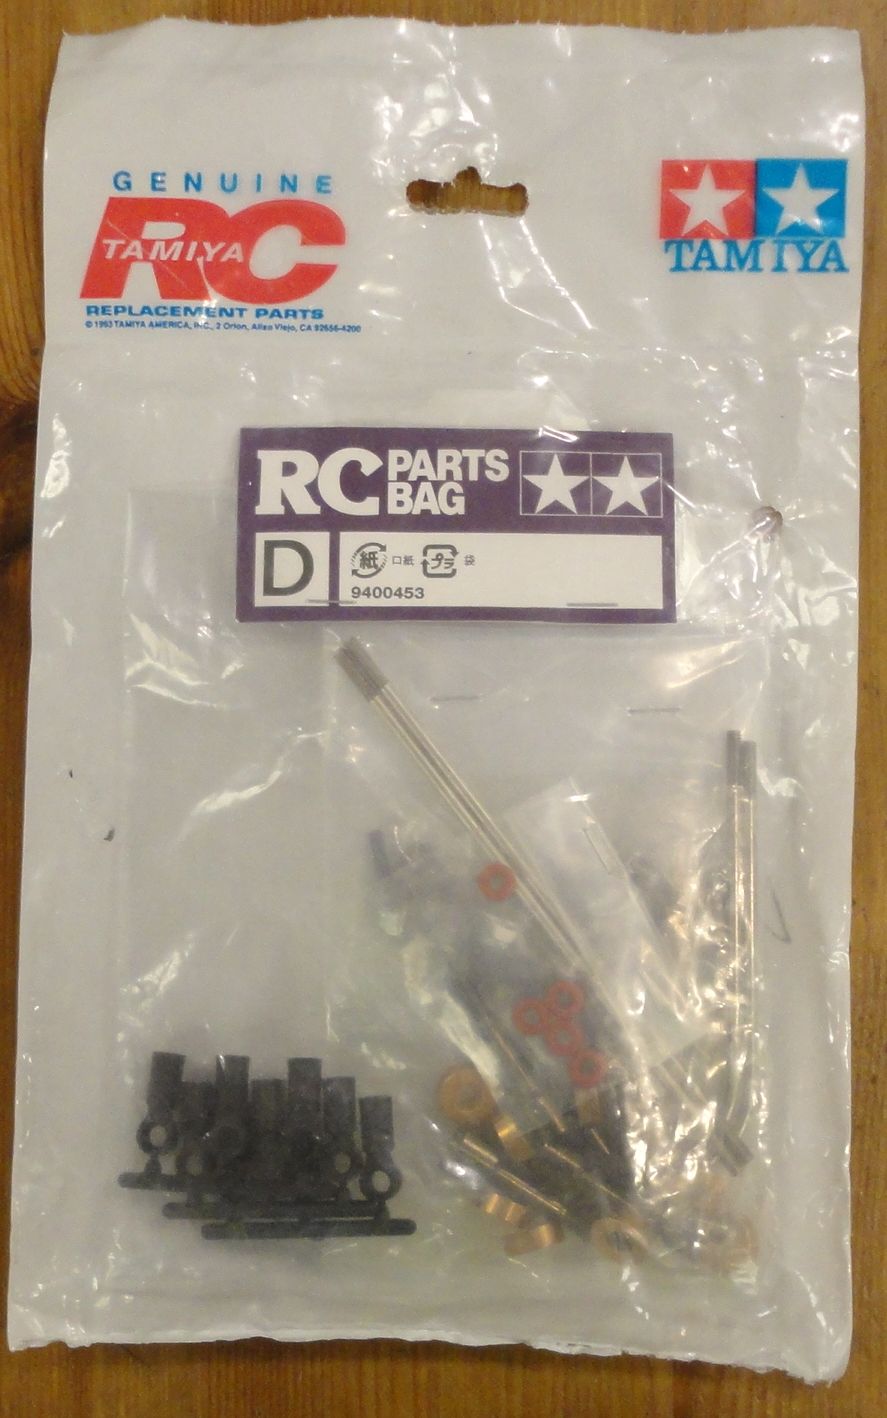 GENUINE
TAMIYA
RC
REPLACEMENT PARTS
© 1993 TAMIYA AMERICA, INC., 2 Orion, Aliso Viejo, CA 92656-4200
TAMIYA
RC PARTS BAG
D
紙 口紙 プラ 袋
9400453